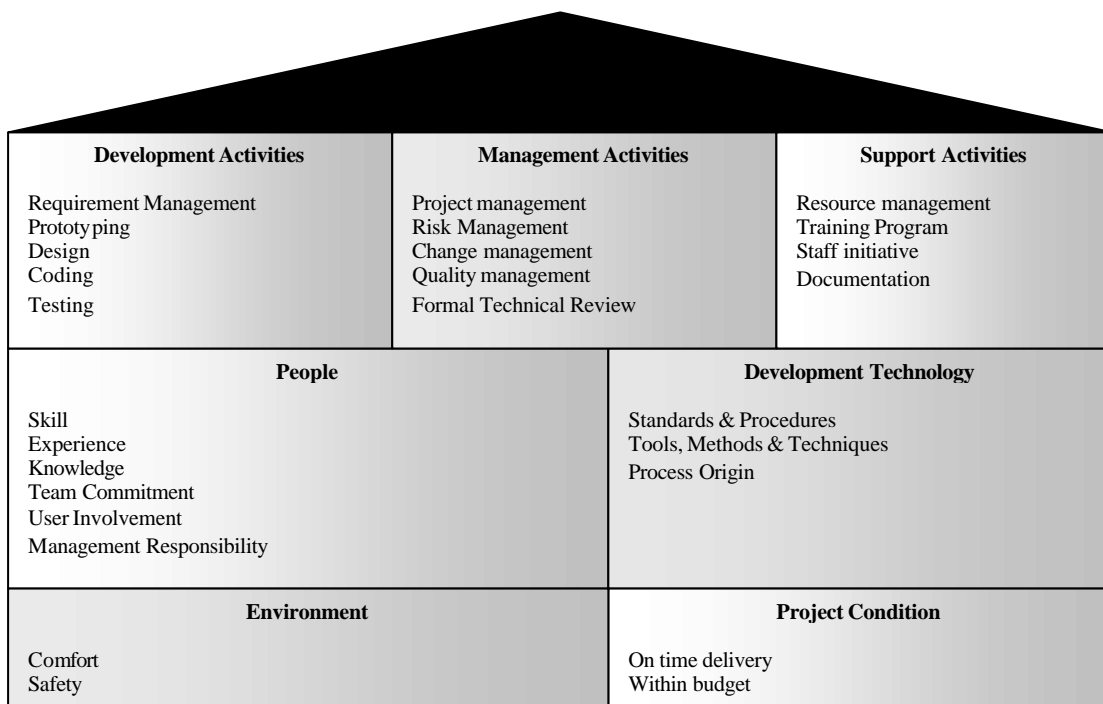 Development Activities
Requirement Management
Prototyping
Design
Coding
Testing
Management Activities
Project management
Risk Management
Change management
Quality management
Formal Technical Review
Support Activities
Resource management
Training Program
Staff initiative
Documentation
People
Skill
Experience
Knowledge
Team Commitment
User Involvement
Management Responsibility
Development Technology
Standards & Procedures
Tools, Methods & Techniques
Process Origin
Environment
Comfort
Safety
Project Condition
On time delivery
Within budget